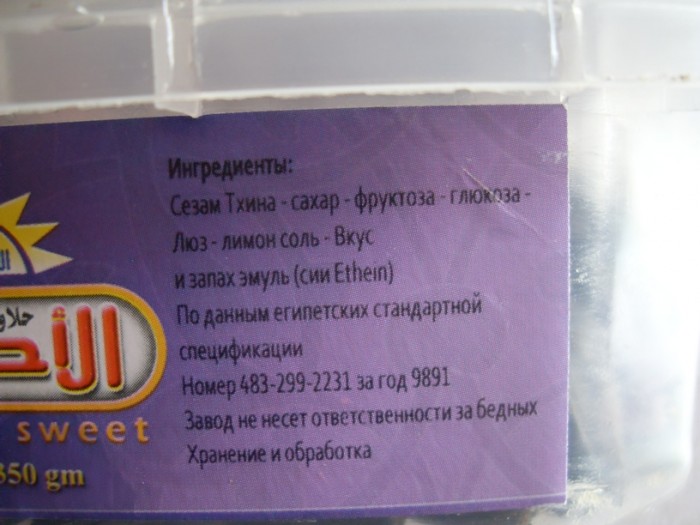 Ингредиенты:
Сезам Тхина - сахар - фруктоза - глюкоза -
Люз - лимон соль - Вкус
и запах эмуль (сии Ethein)
По данным египетских стандартной
спецификации
Номер 483-299-2231 за год 9891
Завод не несет ответственности за бедных
Хранение и обработка
sweet
350 gm